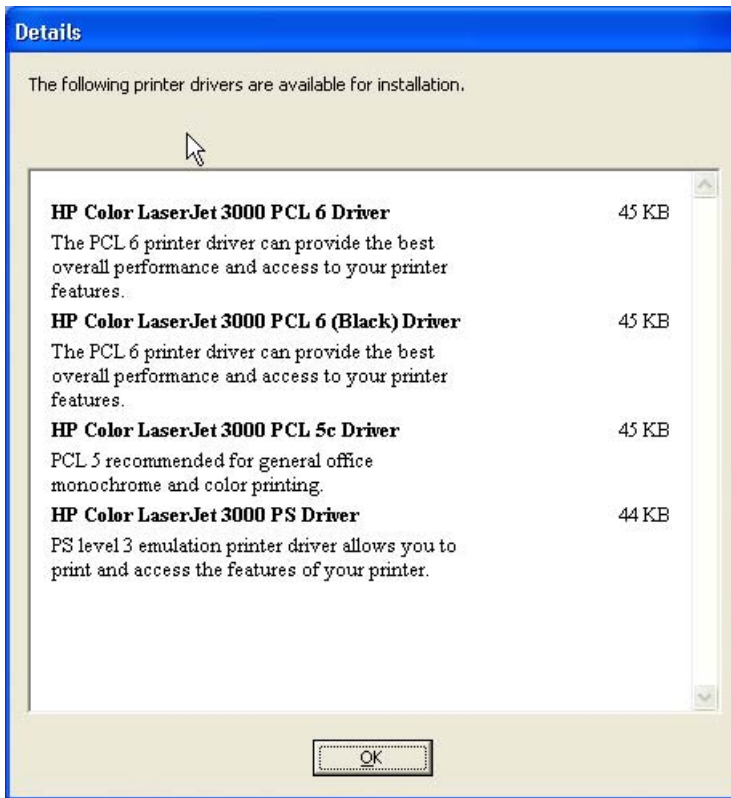 Details
The following printer drivers are available for installation.
HP Color LaserJet 3000 PCL 6 Driver 45 KB
The PCL 6 printer driver can provide the best
overall performance and access to your printer
features.
HP Color LaserJet 3000 PCL 6 (Black) Driver 45 KB
The PCL 6 printer driver can provide the best
overall performance and access to your printer
features.
HP Color LaserJet 3000 PCL 5c Driver 45 KB
PCL 5 recommended for general office
monochrome and color printing.
HP Color LaserJet 3000 PS Driver 44 KB
PS level 3 emulation printer driver allows you to
print and access the features of your printer.
OK